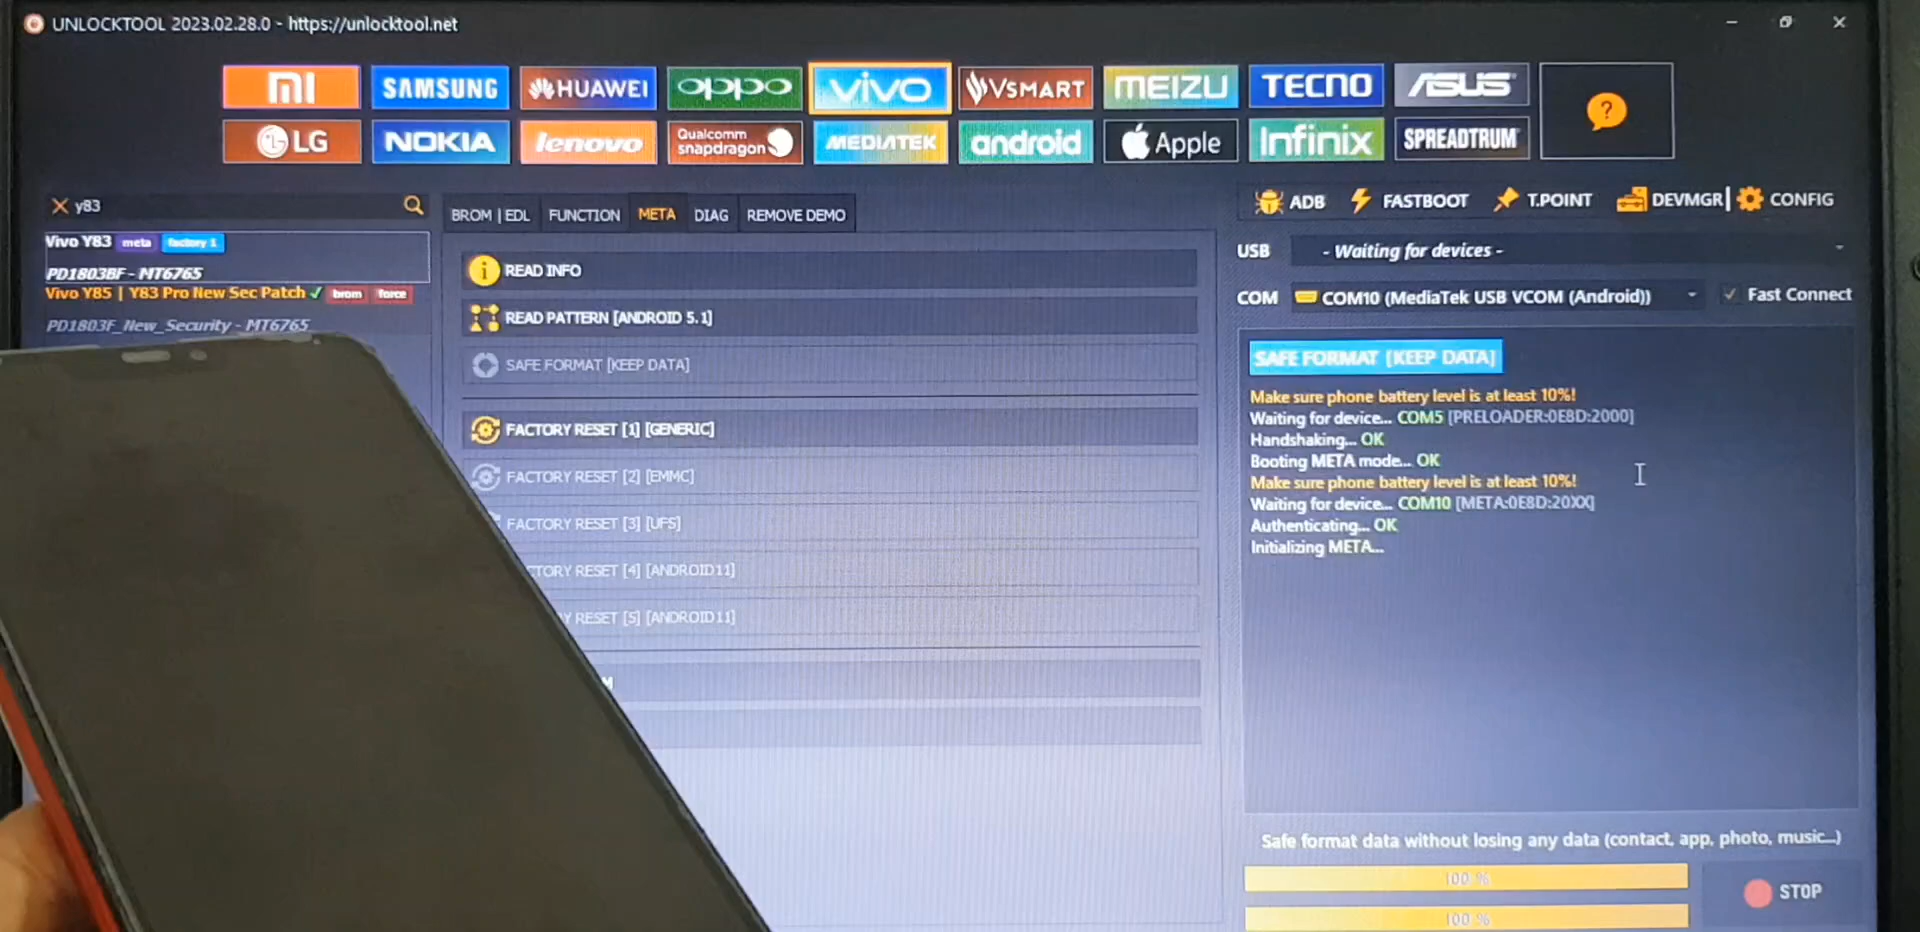 UNLOCKTOOL 2023.02.28.0 - https://unlocktool.net
MI SAMSUNG HUAWEI oppo vivo VSMART MEIZU TECNO ASUS ?
LG NOKIA lenovo Qualcomm snapdragon MEDIATEK android Apple Infinix SPREADTRUM
y83
Vivo Y83 meta factory 1
PD1803BF - MT6765
Vivo Y85 | Y83 Pro New Sec Patch ✓ brom force
PD1803F_New_Security - MT6765
BROM | EDL FUNCTION META DIAG REMOVE DEMO
READ INFO
READ PATTERN [ANDROID 5.1]
SAFE FORMAT [KEEP DATA]
FACTORY RESET [1] [GENERIC]
FACTORY RESET [2] [EMMC]
FACTORY RESET [3] [UFS]
TORY RESET [4] [ANDROID11]
RESET [5] [ANDROID11]
M
ADB FASTBOOT T.POINT DEVMGR CONFIG
USB - Waiting for devices -
COM COM10 (MediaTek USB VCOM (Android)) ✓ Fast Connect
SAFE FORMAT [KEEP DATA]
Make sure phone battery level is at least 10%!
Waiting for device... COM5 [PRELOADER:0E8D:2000]
Handshaking... OK
Booting META mode... OK
Make sure phone battery level is at least 10%!
Waiting for device... COM10 [META:0E8D:20XX]
Authenticating... OK
Initializing META...
Safe format data without losing any data (contact, app, photo, music...)
100 %
STOP
100 %